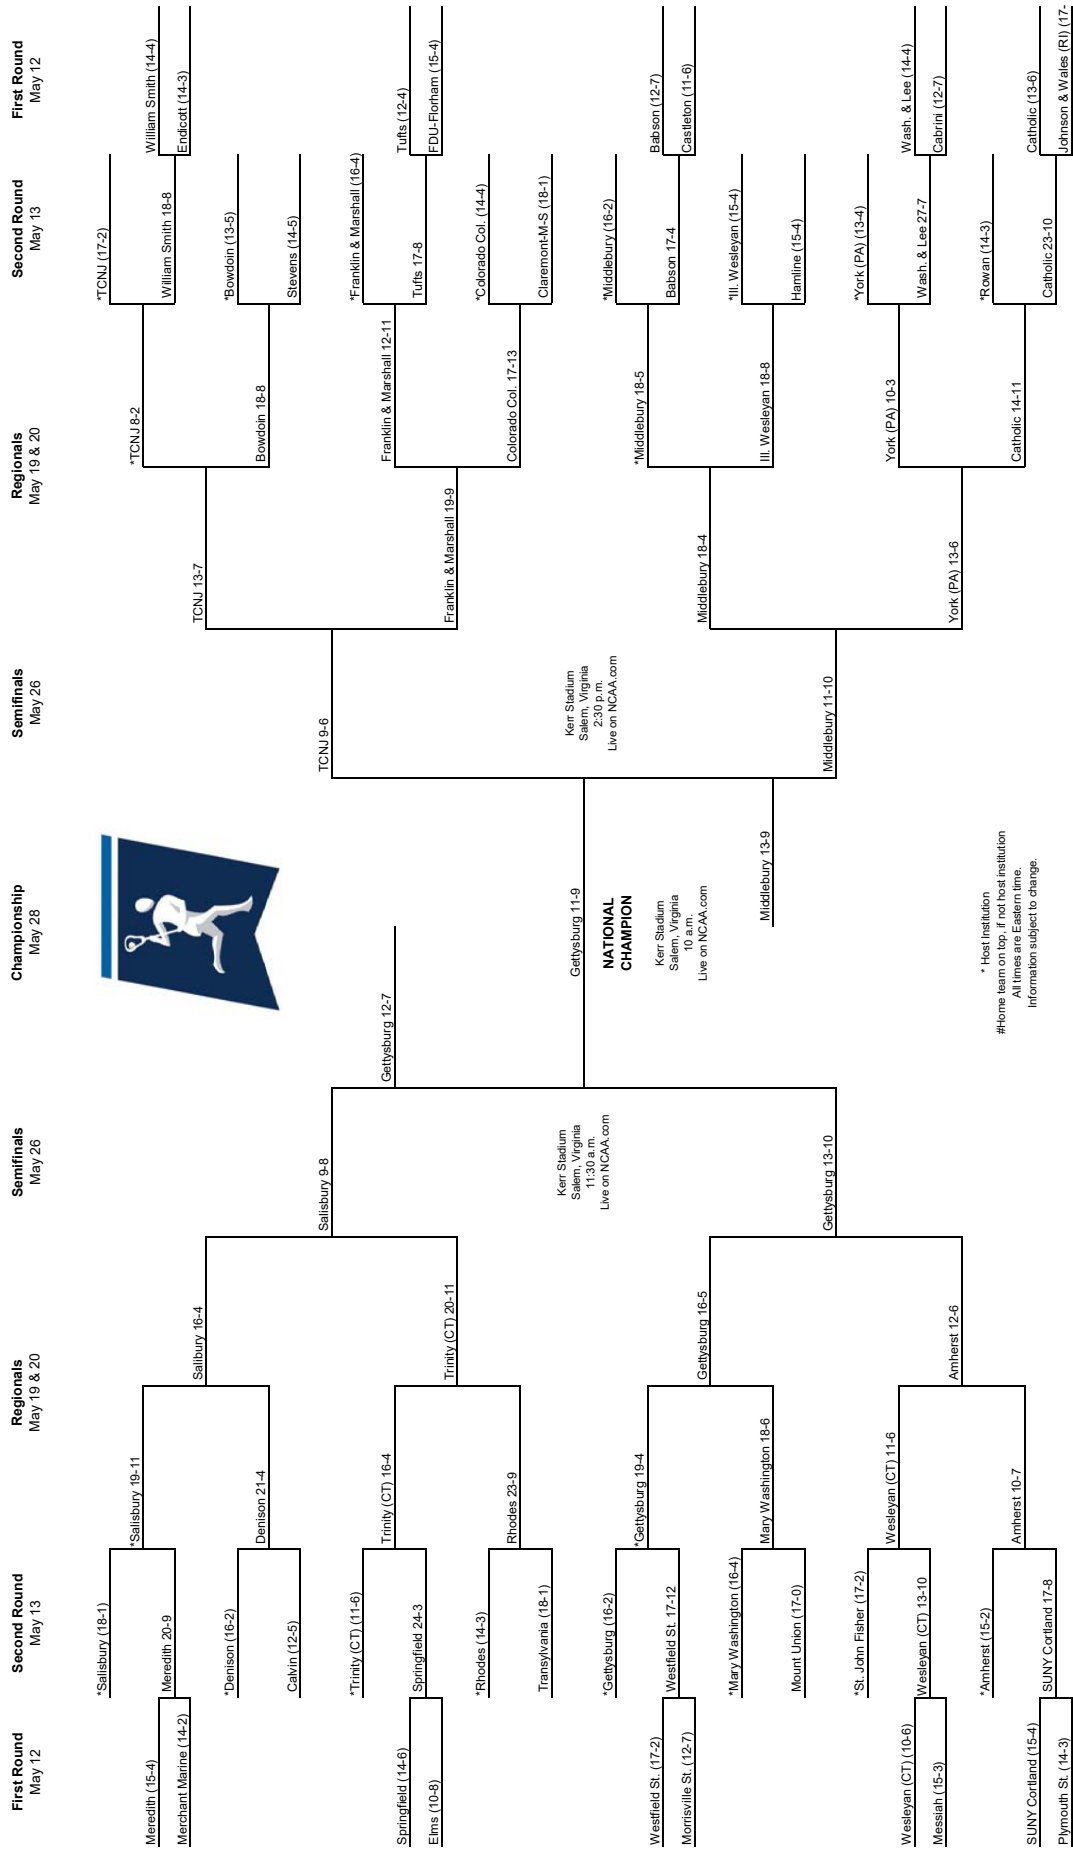 First Round
May 12
Second Round
May 13
Regionals
May 19 & 20
Semifinals
May 26
Championship
May 28
Semifinals
May 26
Regionals
May 19 & 20
Second Round
May 13
First Round
May 12
Meredith (15-4)
Merchant Marine (14-2)
Springfield (14-6)
Elms (10-8)
Westfield St. (17-2)
Morrisville St. (12-7)
Wesleyan (CT) (10-6)
Messiah (15-3)
SUNY Cortland (15-4)
Plymouth St. (14-3)
*Salisbury (18-1)
Meredith 20-9
*Denison (16-2)
Calvin (12-5)
*Trinity (CT) (11-6)
Springfield 24-3
*Rhodes (14-3)
Transylvania (18-1)
*Gettysburg (16-2)
Westfield St. 17-12
*Mary Washington (16-4)
Mount Union (17-0)
*St. John Fisher (17-2)
Wesleyan (CT) 13-10
*Amherst (15-2)
SUNY Cortland 17-8
*Salisbury 19-11
Denison 21-4
Trinity (CT) 16-4
Rhodes 23-9
*Gettysburg 19-4
Mary Washington 18-6
Wesleyan (CT) 11-6
Amherst 10-7
Salibury 16-4
Trinity (CT) 20-11
Gettysburg 16-5
Amherst 12-6
Salisbury 9-8
Kerr Stadium
Salem, Virginia
11:30 a.m.
Live on NCAA.com
Gettysburg 13-10
Gettysburg 12-7
Gettysburg 11-9
NATIONAL
CHAMPION
Kerr Stadium
Salem, Virginia
10 a.m.
Live on NCAA.com
Middlebury 13-9
* Host Institution
#Home team on top, if not host institution
All times are Eastern time.
Information subject to change.
TCNJ 9-6
Kerr Stadium
Salem, Virginia
2:30 p.m.
Live on NCAA.com
Middlebury 11-10
TCNJ 13-7
Franklin & Marshall 19-9
Middlebury 18-4
York (PA) 13-6
*TCNJ 8-2
Bowdoin 18-8
Franklin & Marshall 12-11
Colorado Col. 17-13
*Middlebury 18-5
Ill. Wesleyan 18-8
York (PA) 10-3
Catholic 14-11
*TCNJ (17-2)
William Smith 18-8
*Bowdoin (13-5)
Stevens (14-5)
*Franklin & Marshall (16-4)
Tufts 17-8
*Colorado Col. (14-4)
Claremont-M-S (18-1)
*Middlebury (16-2)
Babson 17-4
*Ill. Wesleyan (15-4)
Hamline (15-4)
*York (PA) (13-4)
Wash. & Lee 27-7
*Rowan (14-3)
Catholic 23-10
William Smith (14-4)
Endicott (14-3)
Tufts (12-4)
FDU-Florham (15-4)
Babson (12-7)
Castleton (11-6)
Wash. & Lee (14-4)
Cabrini (12-7)
Catholic (13-6)
Johnson & Wales (RI) (17-